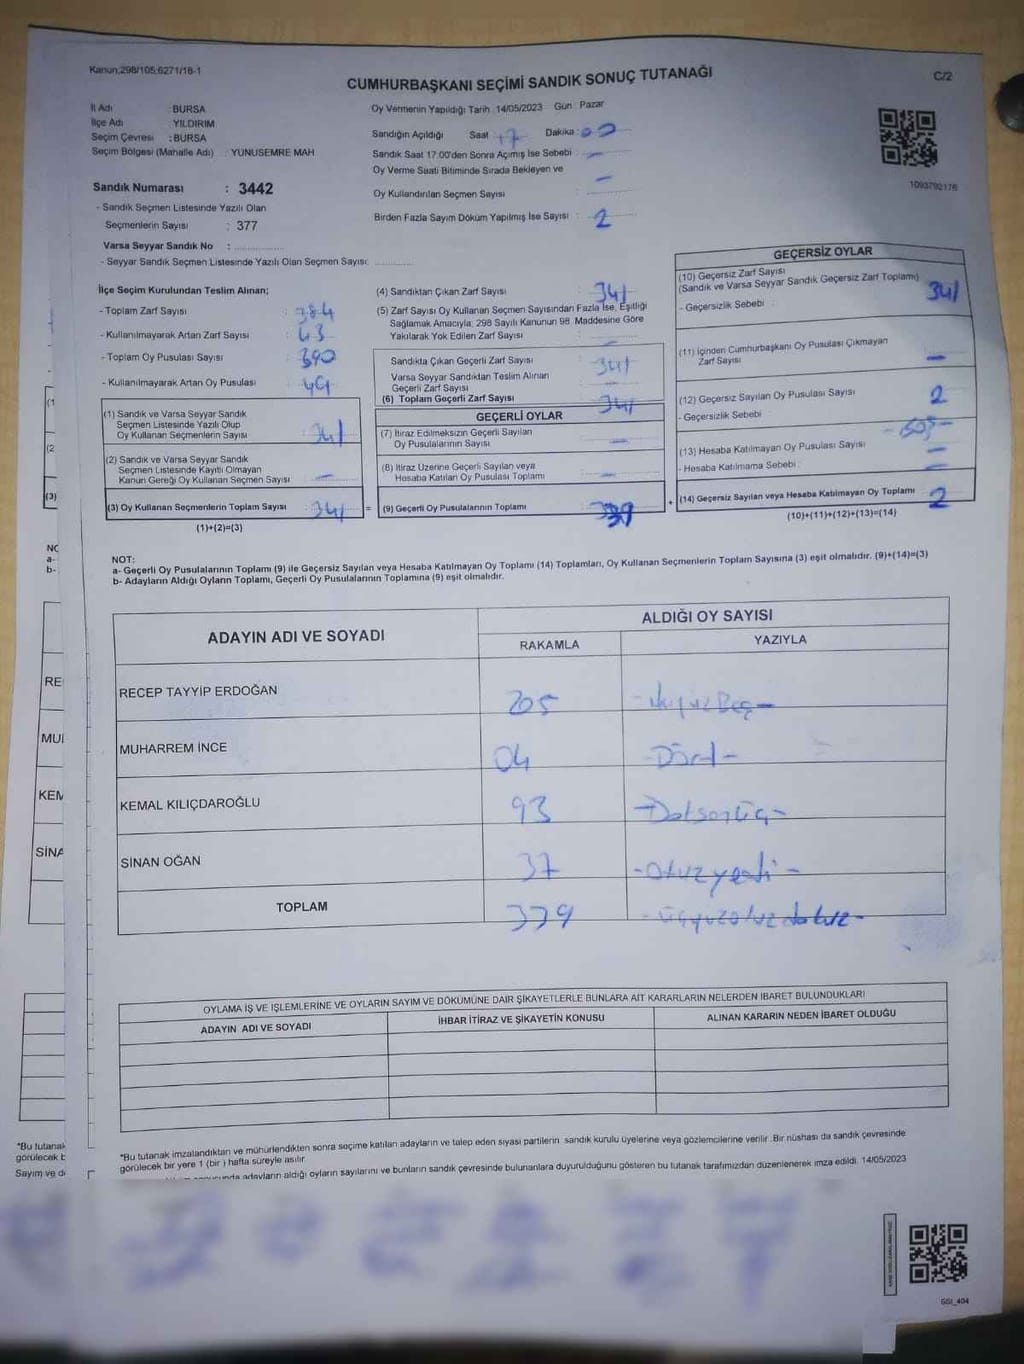 Kanun;298/105;6271/18-1
CUMHURBAŞKANI SEÇİMİ SANDIK SONUÇ TUTANAĞI
C/2
İl Adı : BURSA
İlçe Adı : YILDIRIM
Seçim Çevresi : BURSA
Seçim Bölgesi (Mahalle Adı) : YUNUSEMRE MAH
Sandık Numarası : 3442
- Sandık Seçmen Listesinde Yazılı Olan
Seçmenlerin Sayısı : 377
Varsa Seyyar Sandık No : ..............
- Seyyar Sandık Seçmen Listesinde Yazılı Olan Seçmen Sayısı: ..............
Oy Vermenin Yapıldığı Tarih : 14/05/2023 Gün : Pazar
Sandığın Açıldığı Saat : 17 Dakika : 00
Sandık Saat 17:00'den Sonra Açımış İse Sebebi : —
Oy Verme Saati Bitiminde Sırada Bekleyen ve
Oy Kullandırılan Seçmen Sayısı —
Birden Fazla Sayım Döküm Yapılmış İse Sayısı : 2
1093792176
İlçe Seçim Kurulundan Teslim Alınan;
- Toplam Zarf Sayısı : 384
- Kullanılmayarak Artan Zarf Sayısı : 43
- Toplam Oy Pusulası Sayısı : 390
- Kullanılmayarak Artan Oy Pusulası : 49
(1) Sandık ve Varsa Seyyar Sandık
Seçmen Listesinde Yazılı Olup
Oy Kullanan Seçmenlerin Sayısı : 341
(2) Sandık ve Varsa Seyyar Sandık
Seçmen Listesinde Kayıtlı Olmayan
Kanun Gereği Oy Kullanan Seçmen Sayısı : —
(3) Oy Kullanan Seçmenlerin Toplam Sayısı : 341
(1)+(2)=(3)
(4) Sandıktan Çıkan Zarf Sayısı : 341
(5) Zarf Sayısı Oy Kullanan Seçmen Sayısından Fazla İse, Eşitliği
Sağlamak Amacıyla; 298 Sayılı Kanunun 98. Maddesine Göre
Yakılarak Yok Edilen Zarf Sayısı : —
Sandıkta Çıkan Geçerli Zarf Sayısı : 341
Varsa Seyyar Sandıktan Teslim Alınan
Geçerli Zarf Sayısı
(6) Toplam Geçerli Zarf Sayısı : 341
GEÇERLİ OYLAR
(7) İtiraz Edilmeksizin Geçerli Sayılan
Oy Pusulalarının Sayısı : —
(8) İtiraz Üzerine Geçerli Sayılan veya
Hesaba Katılan Oy Pusulası Toplamı : —
= (9) Geçerli Oy Pusulalarının Toplamı : 339 +
GEÇERSİZ OYLAR
(10) Geçersiz Zarf Sayısı
(Sandık ve Varsa Seyyar Sandık Geçersiz Zarf Toplamı) : 341
- Geçersizlik Sebebi :
(11) İçinden Cumhurbaşkanı Oy Pusulası Çıkmayan
Zarf Sayısı : —
(12) Geçersiz Sayılan Oy Pusulası Sayısı : 2
- Geçersizlik Sebebi :
(13) Hesaba Katılmayan Oy Pusulası Sayısı : —
- Hesaba Katılmama Sebebi : —
(14) Geçersiz Sayılan veya Hesaba Katılmayan Oy Toplamı : 2
(10)+(11)+(12)+(13)=(14)
NOT:
a- Geçerli Oy Pusulalarının Toplamı (9) ile Geçersiz Sayılan veya Hesaba Katılmayan Oy Toplamı (14) Toplamları, Oy Kullanan Seçmenlerin Toplam Sayısına (3) eşit olmalıdır. (9)+(14)=(3)
b- Adayların Aldığı Oyların Toplamı, Geçerli Oy Pusulalarının Toplamına (9) eşit olmalıdır.
ADAYIN ADI VE SOYADI
ALDIĞI OY SAYISI
RAKAMLA YAZIYLA
RECEP TAYYİP ERDOĞAN 205 -ikiyüz Beş-
MUHARREM İNCE 04 -Dört-
KEMAL KILIÇDAROĞLU 93 -Doksanüç-
SİNAN OĞAN 37 -otuzyedi-
TOPLAM 339 -üçyüzotuzdokuz-
OYLAMA İŞ VE İŞLEMLERİNE VE OYLARIN SAYIM VE DÖKÜMÜNE DAİR ŞİKAYETLERLE BUNLARA AİT KARARLARIN NELERDEN İBARET BULUNDUKLARI
ADAYIN ADI VE SOYADI İHBAR İTİRAZ VE ŞİKAYETİN KONUSU ALINAN KARARIN NEDEN İBARET OLDUĞU
*Bu tutanak imzalandıktan ve mühürlendikten sonra seçime katılan adayların ve talep eden siyasi partilerin sandık kurulu üyelerine veya gözlemcilerine verilir .Bir nüshası da sandık çevresinde
görülecek bir yere 1 (bir ) hafta süreyle asılır.
adayların aldığı oyların sayılarını ve bunların sandık çevresinde bulunanlara duyurulduğunu gösteren bu tutanak tarafımızdan düzenlenerek imza edildi. 14/05/2023
(1
(2
(3)
NO
a-
b-
RE
MU
KEM
SİNA
*Bu tutanak
görülecek b
Sayım ve dö
SSI_404